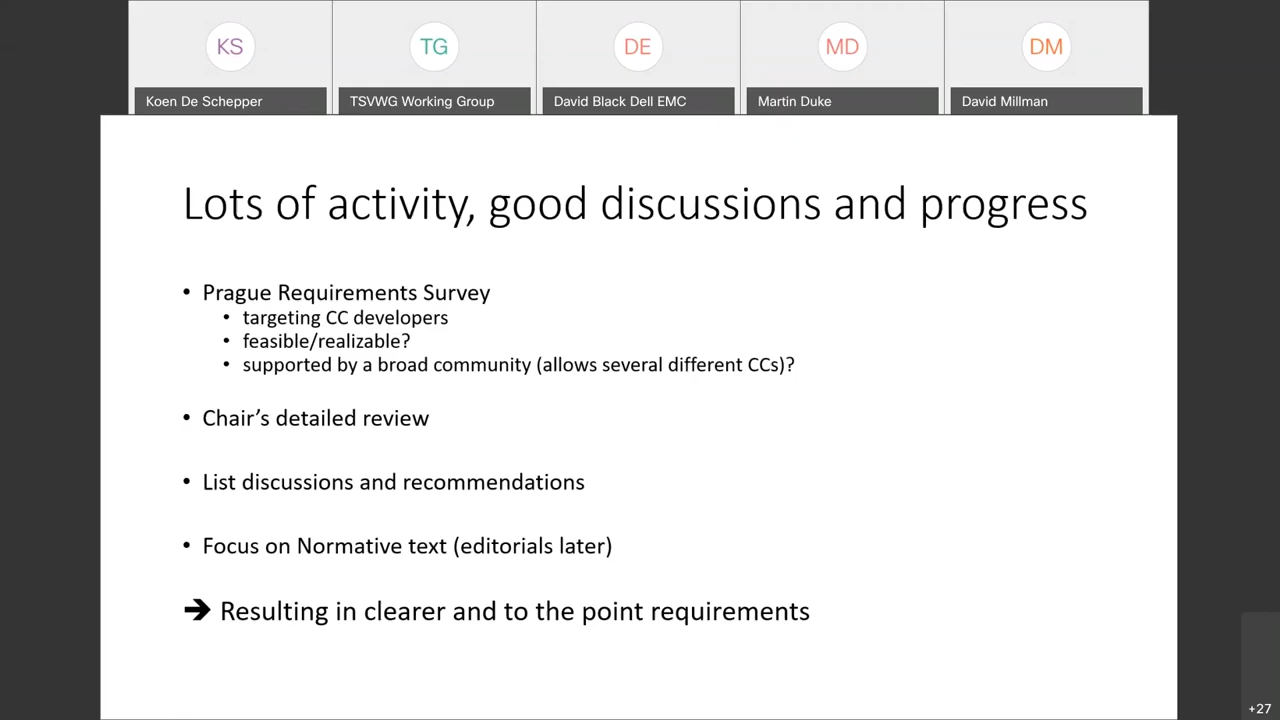 KS
TG
DE
MD
DM
Koen De Schepper
TSVWG Working Group
David Black Dell EMC
Martin Duke
David Millman
Lots of activity, good discussions and progress
• Prague Requirements Survey
• targeting CC developers
• feasible/realizable?
• supported by a broad community (allows several different CCs)?
• Chair’s detailed review
• List discussions and recommendations
• Focus on Normative text (editorials later)
➔ Resulting in clearer and to the point requirements
+27